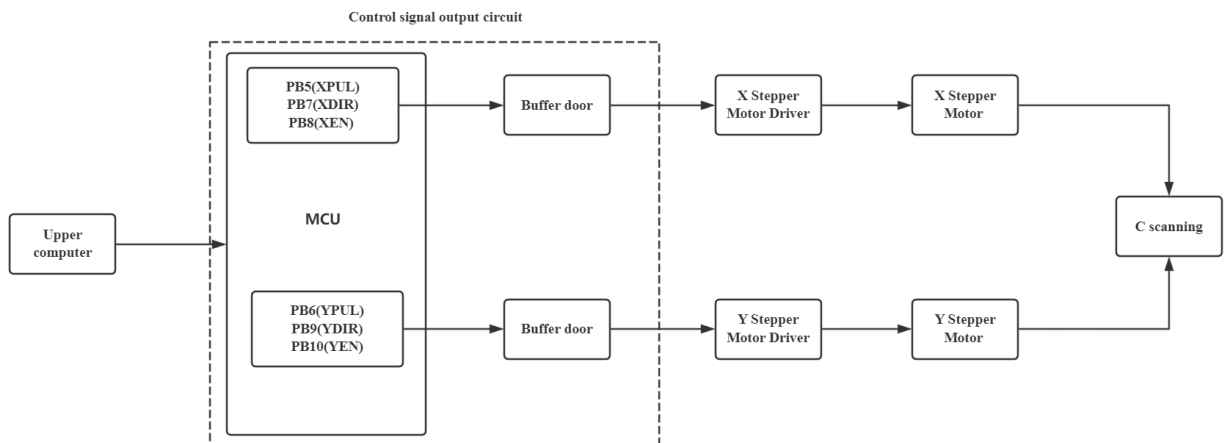 Control signal output circuit
PB5(XPUL)
PB7(XDIR)
PB8(XEN)
Buffer door
X Stepper
Motor Driver
X Stepper
Motor
MCU
Upper
computer
C scanning
PB6(YPUL)
PB9(YDIR)
PB10(YEN)
Buffer door
Y Stepper
Motor Driver
Y Stepper
Motor